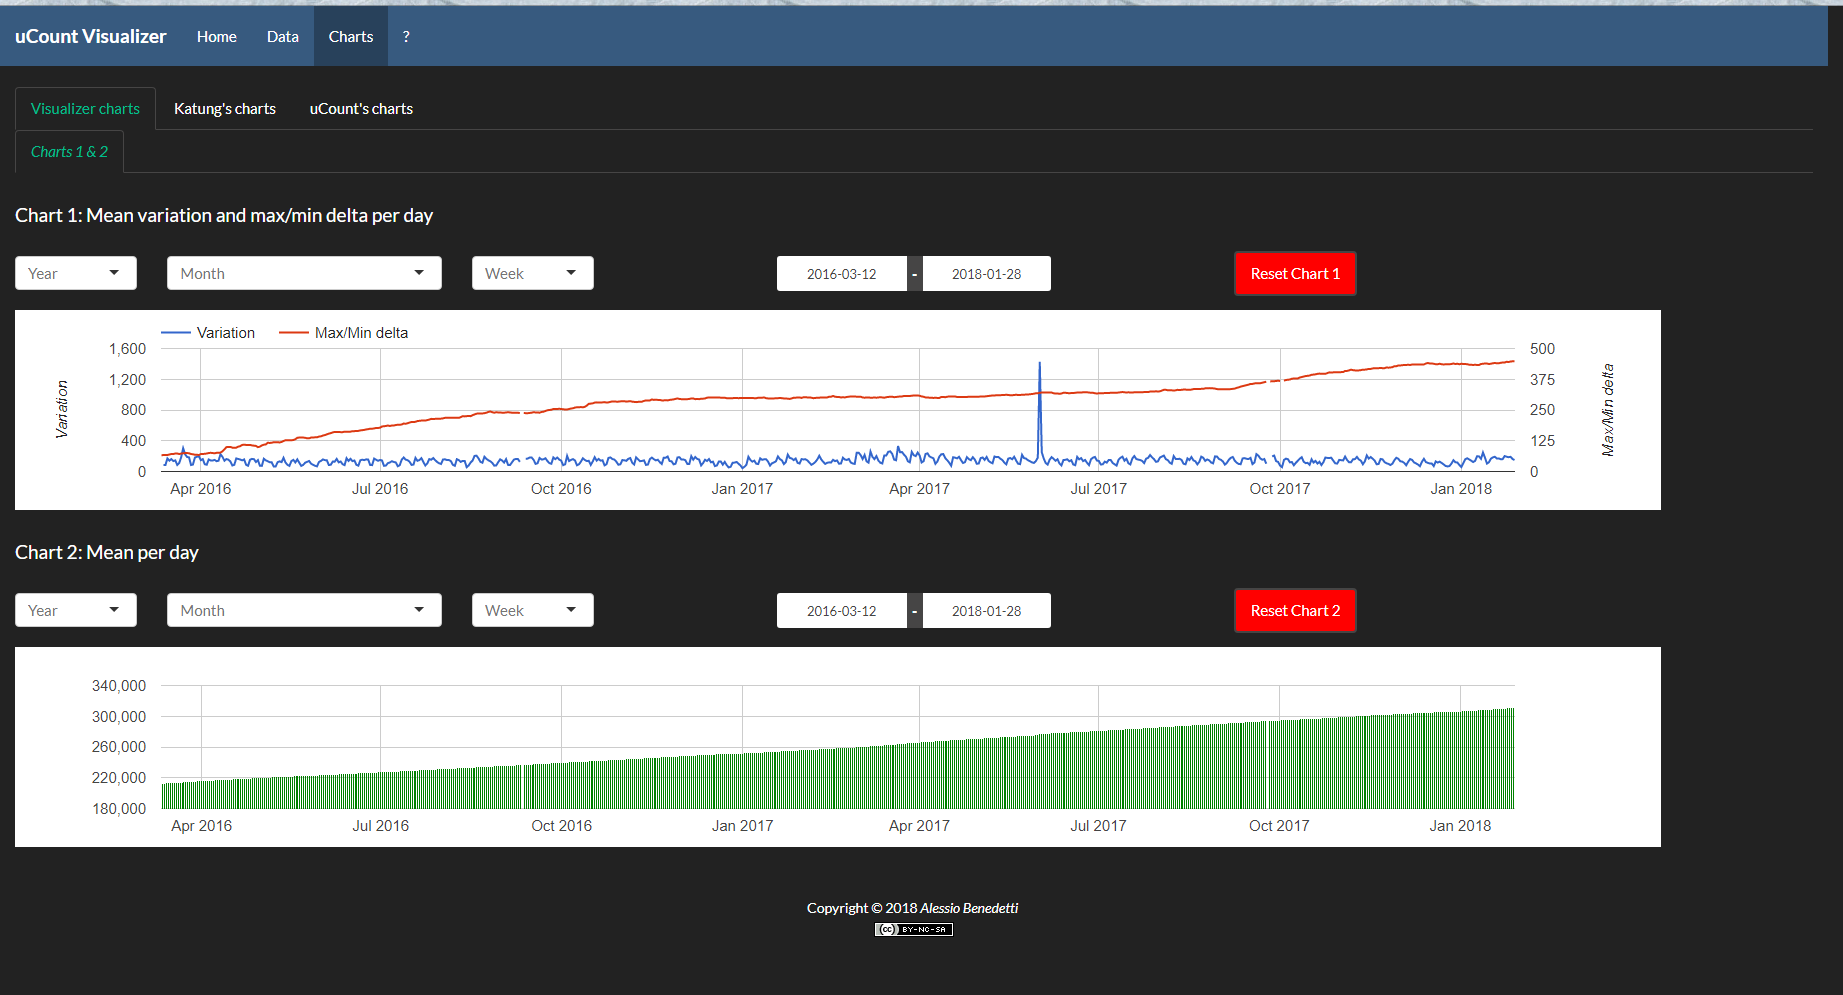 uCount Visualizer Home Data Charts ?
Visualizer charts Katung's charts uCount's charts
Charts 1 & 2
Chart 1: Mean variation and max/min delta per day
Year Month Week 2016-03-12 - 2018-01-28 Reset Chart 1
Variation Max/Min delta
1,600 500
1,200 375
800 250
400 125
0 0
Variation
Max/Min delta
Apr 2016 Jul 2016 Oct 2016 Jan 2017 Apr 2017 Jul 2017 Oct 2017 Jan 2018
Chart 2: Mean per day
Year Month Week 2016-03-12 - 2018-01-28 Reset Chart 2
340,000
300,000
260,000
220,000
180,000
Apr 2016 Jul 2016 Oct 2016 Jan 2017 Apr 2017 Jul 2017 Oct 2017 Jan 2018
Copyright © 2018 Alessio Benedetti
cc BY-NC-SA